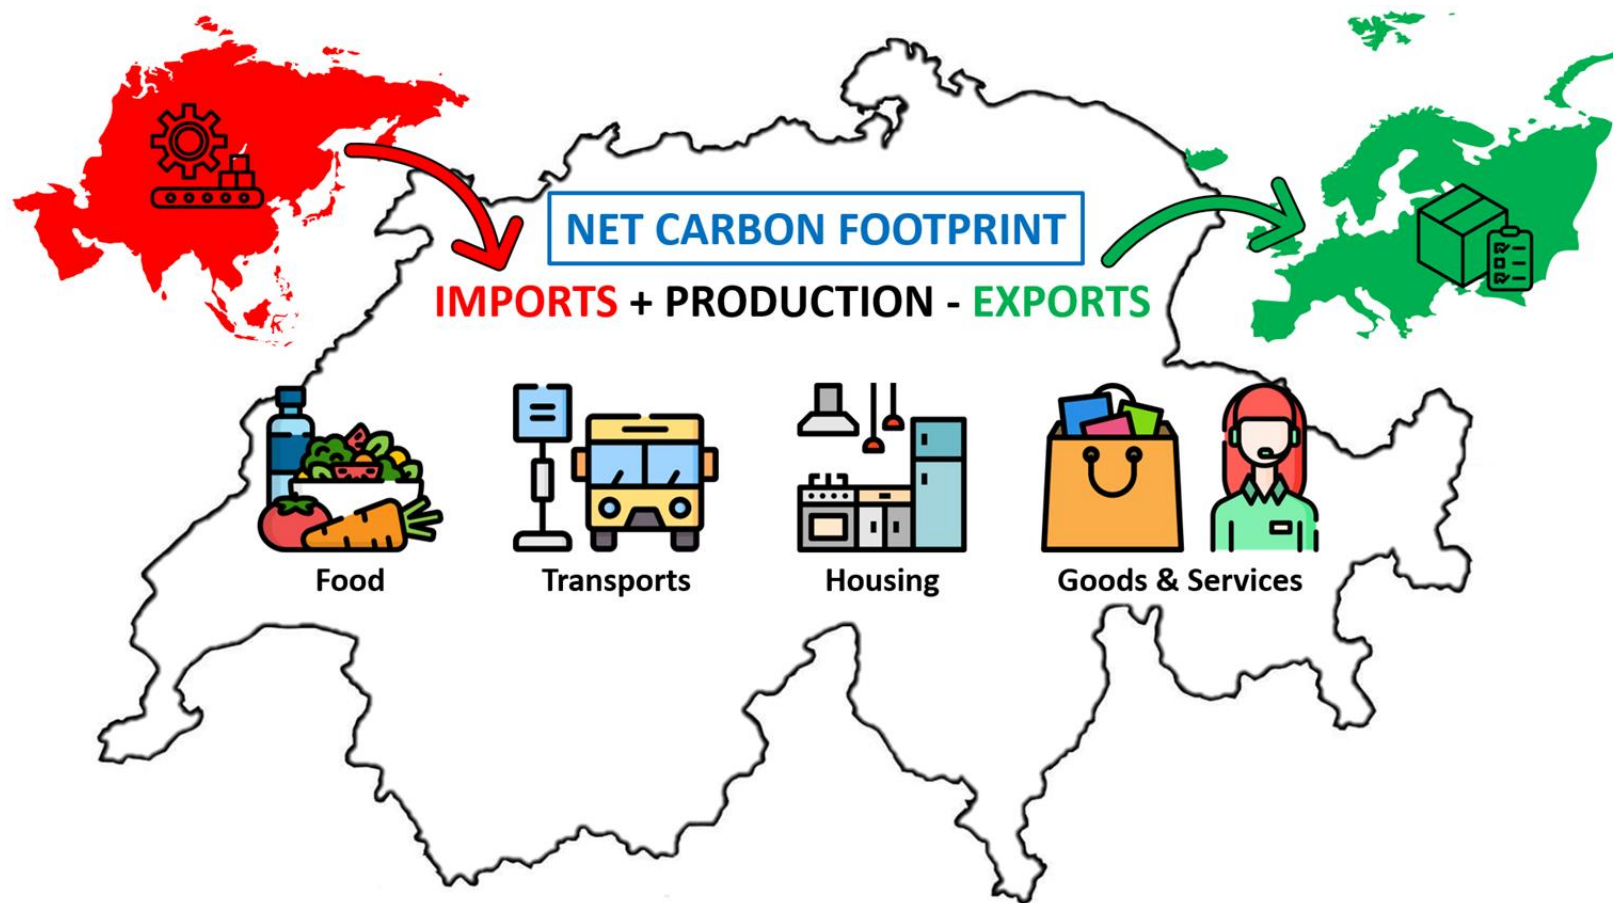 NET CARBON FOOTPRINT
IMPORTS + PRODUCTION - EXPORTS
Food
Transports
Housing
Goods & Services